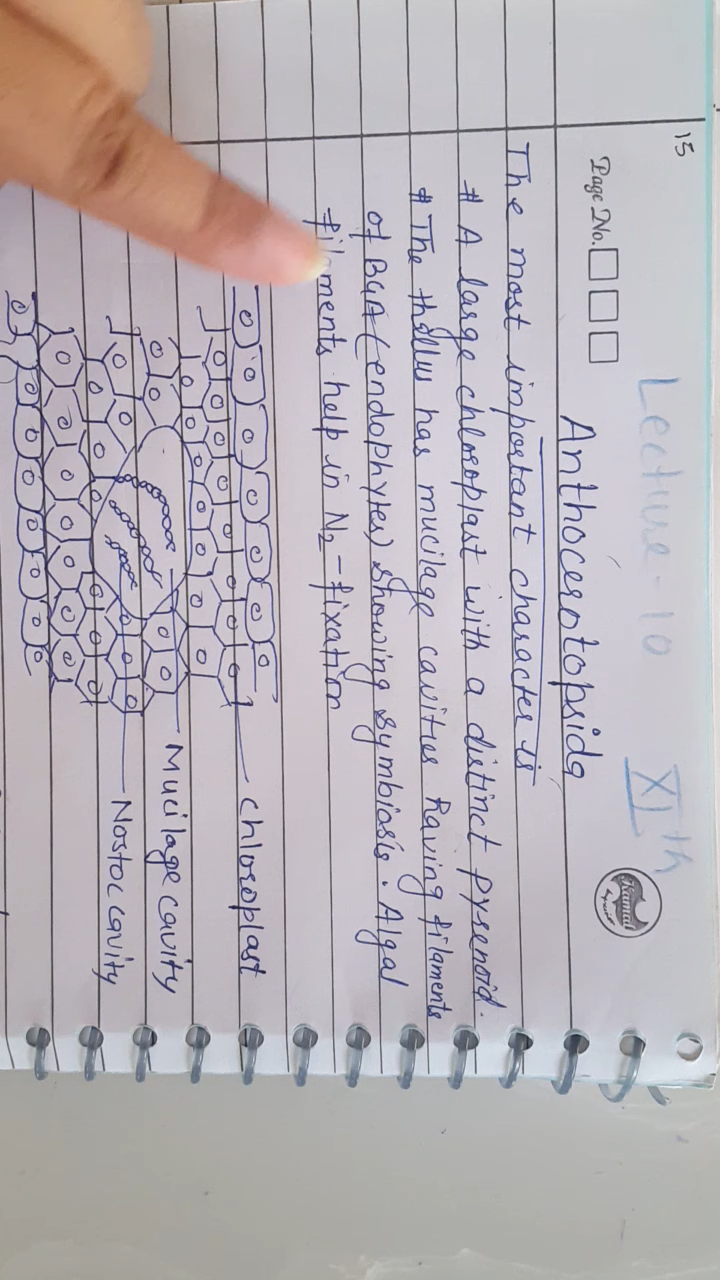 15
Lecture-10 XIth
Page No.
Kamal
Anthocerotopsida
The most important character is
# A large chloroplast with a distinct pyrenoid.
# The thallus has mucilage cavities Having filaments
of BGA (endophytes) showing symbiosis. Algal
filaments help in N2-fixation
chloroplast
Mucilage cavity
Nostoc cavity